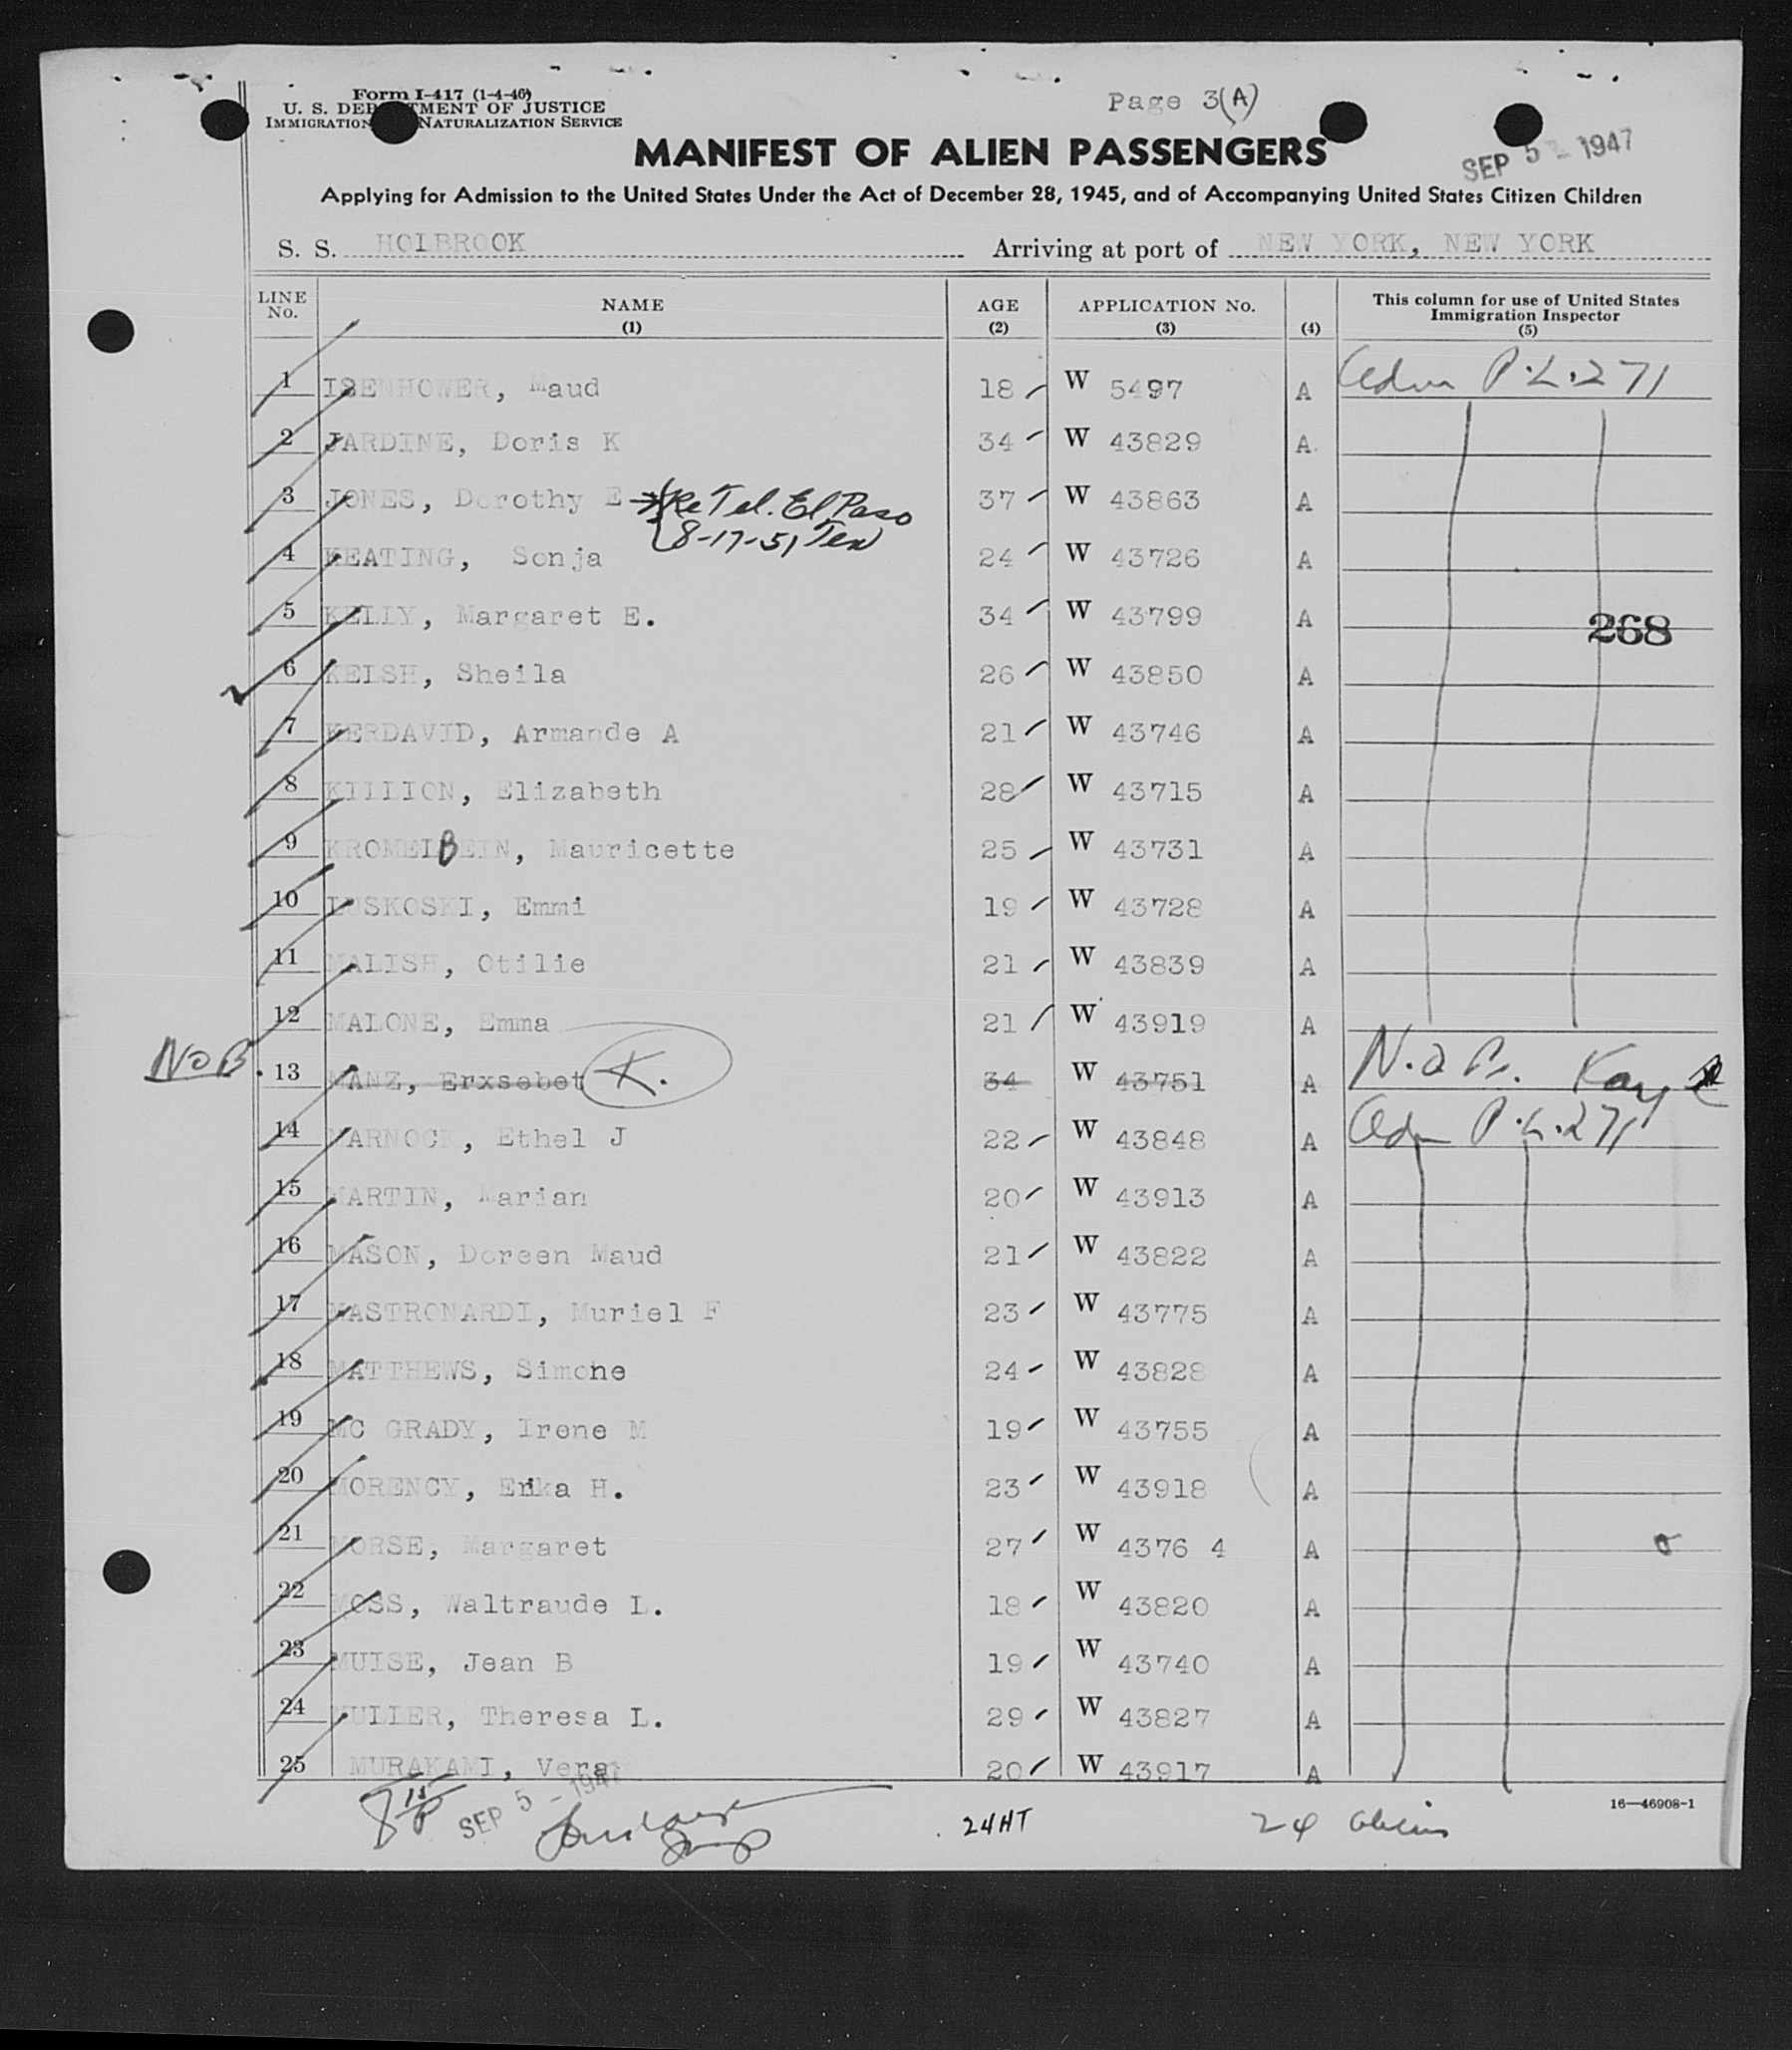 Form I-417 (1-4-46)
U. S. DEPARTMENT OF JUSTICE
IMMIGRATION NATURALIZATION SERVICE
Page 3(A)
MANIFEST OF ALIEN PASSENGERS
SEP 5 - 1947
Applying for Admission to the United States Under the Act of December 28, 1945, and of Accompanying United States Citizen Children
S. S. HOLBROOK Arriving at port of NEW YORK, NEW YORK
LINE No. NAME (1) AGE (2) APPLICATION No. (3) (4) This column for use of United States Immigration Inspector (5)
1 ISENHOWER, Maud 18 W 5497 A Adm P.L.271
2 JARDINE, Doris K 34 W 43829 A
3 JONES, Dorothy E Re Tel. El Paso 37 W 43863 A
8-17-51 Tex
4 KEATING, Sonja 24 W 43726 A
5 KELLY, Margaret E. 34 W 43799 A
268
6 KEISH, Sheila 26 W 43850 A
7 KERDAVID, Armande A 21 W 43746 A
8 KILLION, Elizabeth 28 W 43715 A
9 KROMELBEIN, Mauricette 25 W 43731 A
10 LUSKOSKI, Emmi 19 W 43728 A
11 MALISH, Otilie 21 W 43839 A
12 MALONE, Emma 21 W 43919 A
NOB 13 MANZ, Erxsebet K. 34 W 43751 A N.O.B.
14 MARNOCK, Ethel J 22 W 43848 A Adm P.L.271
15 MARTIN, Marian 20 W 43913 A
16 MASON, Doreen Maud 21 W 43822 A
17 MASTRONARDI, Muriel F 23 W 43775 A
18 MATTHEWS, Simone 24 W 43828 A
19 MC GRADY, Irene M 19 W 43755 A
20 MORENCY, Erika H. 23 W 43918 A
21 MORSE, Margaret 27 W 4376 4 A
22 MOSS, Waltraude L. 18 W 43820 A
23 MUISE, Jean B 19 W 43740 A
24 MULLER, Theresa L. 29 W 43827 A
25 MURAKAMI, Vera 20 W 43917 A
16—46908-1
SEP 5 - 1947
24HT
24 aliens